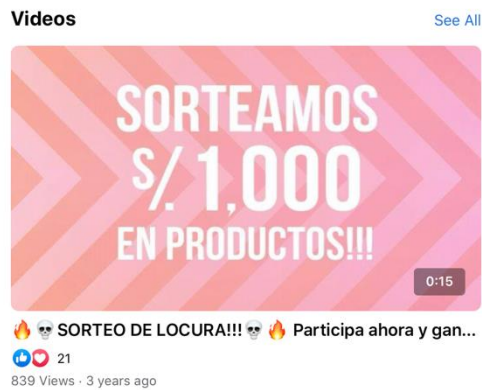 Videos
See All
SORTEAMOS
S/. 1,000
EN PRODUCTOS!!!
0:15
🔥💀SORTEO DE LOCURA!!!💀🔥 Participa ahora y gan...
21
839 Views · 3 years ago